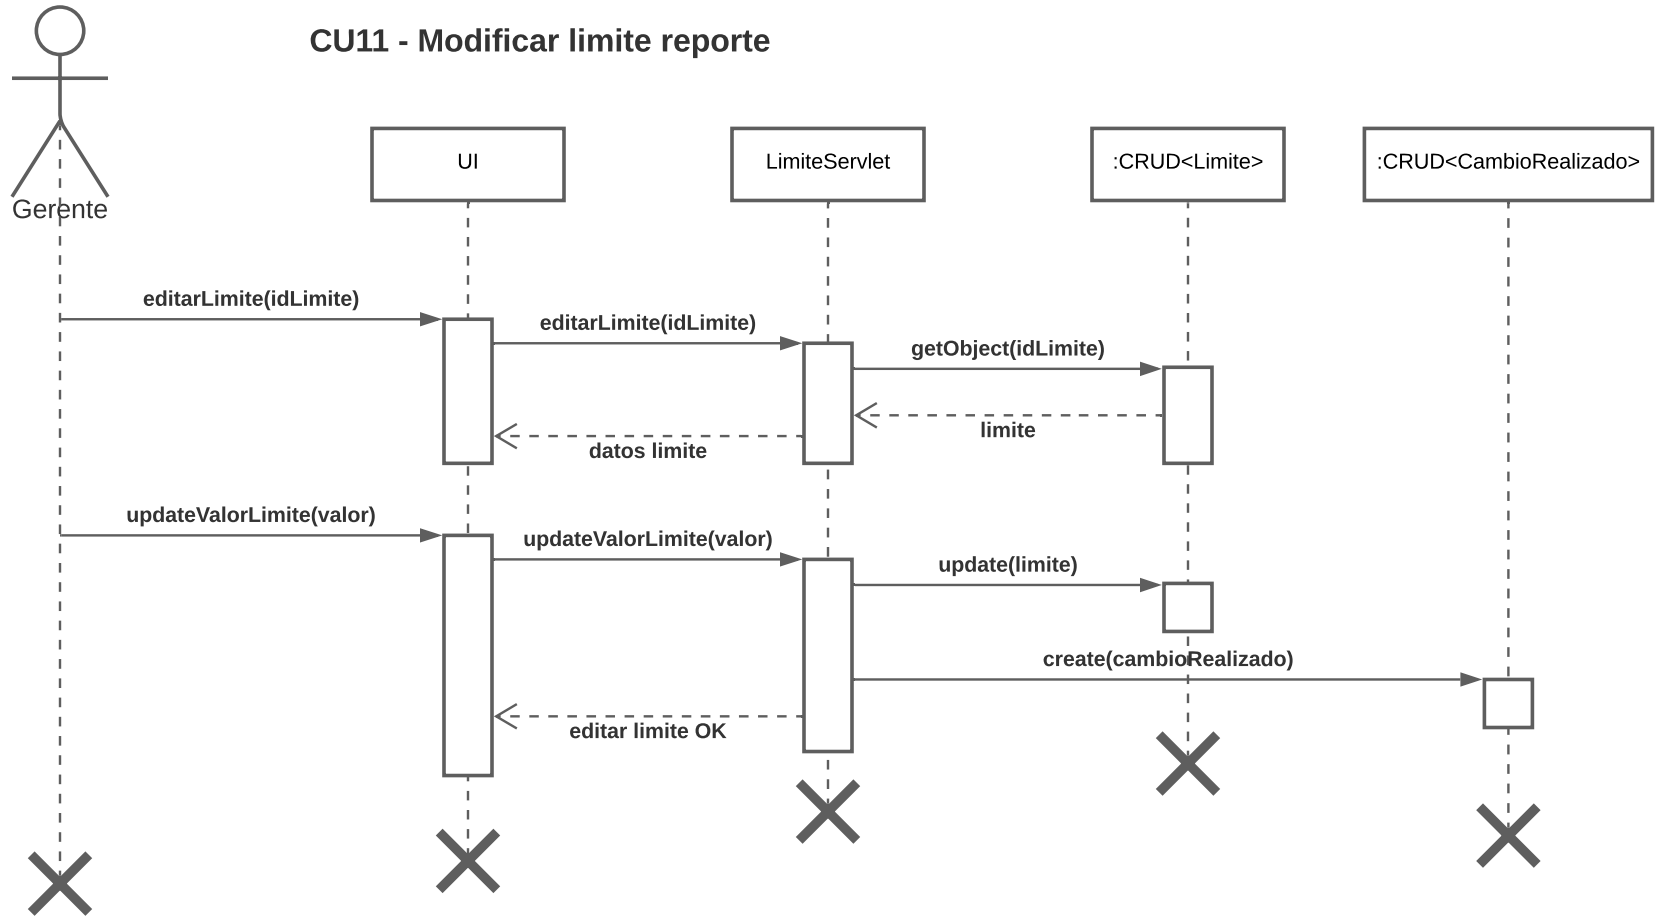 CU11 - Modificar limite reporte
Gerente
UI
LimiteServlet
:CRUD<Limite>
:CRUD<CambioRealizado>
editarLimite(idLimite)
editarLimite(idLimite)
getObject(idLimite)
limite
datos limite
updateValorLimite(valor)
updateValorLimite(valor)
update(limite)
create(cambioRealizado)
editar limite OK